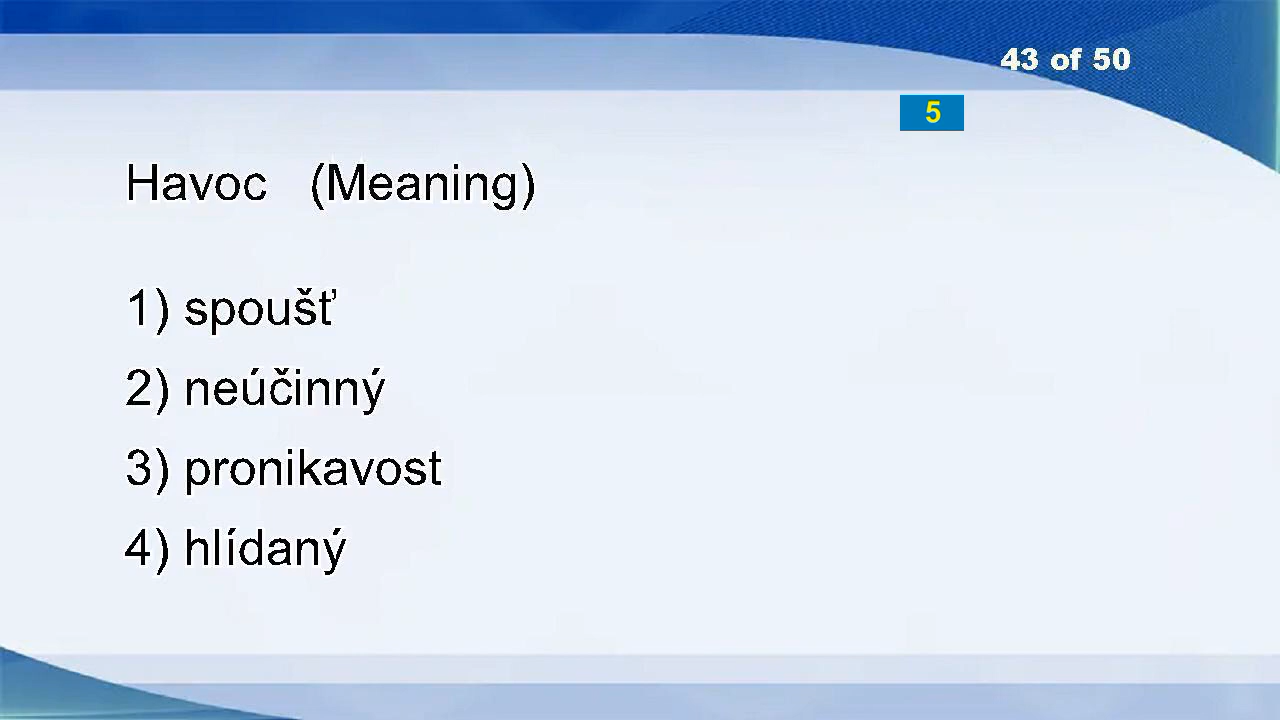 43 of 50
5
Havoc (Meaning)
1) spoušť
2) neúčinný
3) pronikavost
4) hlídaný